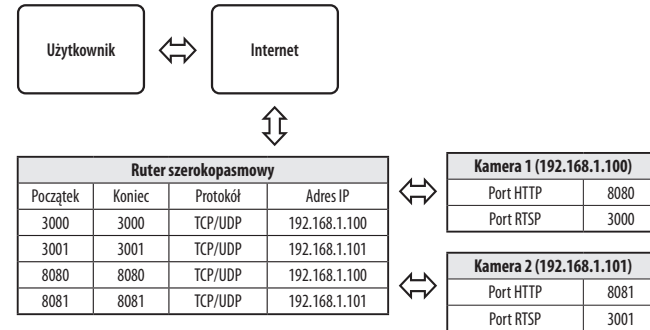 Użytkownik
Internet
Ruter szerokopasmowy
Początek Koniec Protokół Adres IP
3000 3000 TCP/UDP 192.168.1.100
3001 3001 TCP/UDP 192.168.1.101
8080 8080 TCP/UDP 192.168.1.100
8081 8081 TCP/UDP 192.168.1.101
Kamera 1 (192.168.1.100)
Port HTTP 8080
Port RTSP 3000
Kamera 2 (192.168.1.101)
Port HTTP 8081
Port RTSP 3001